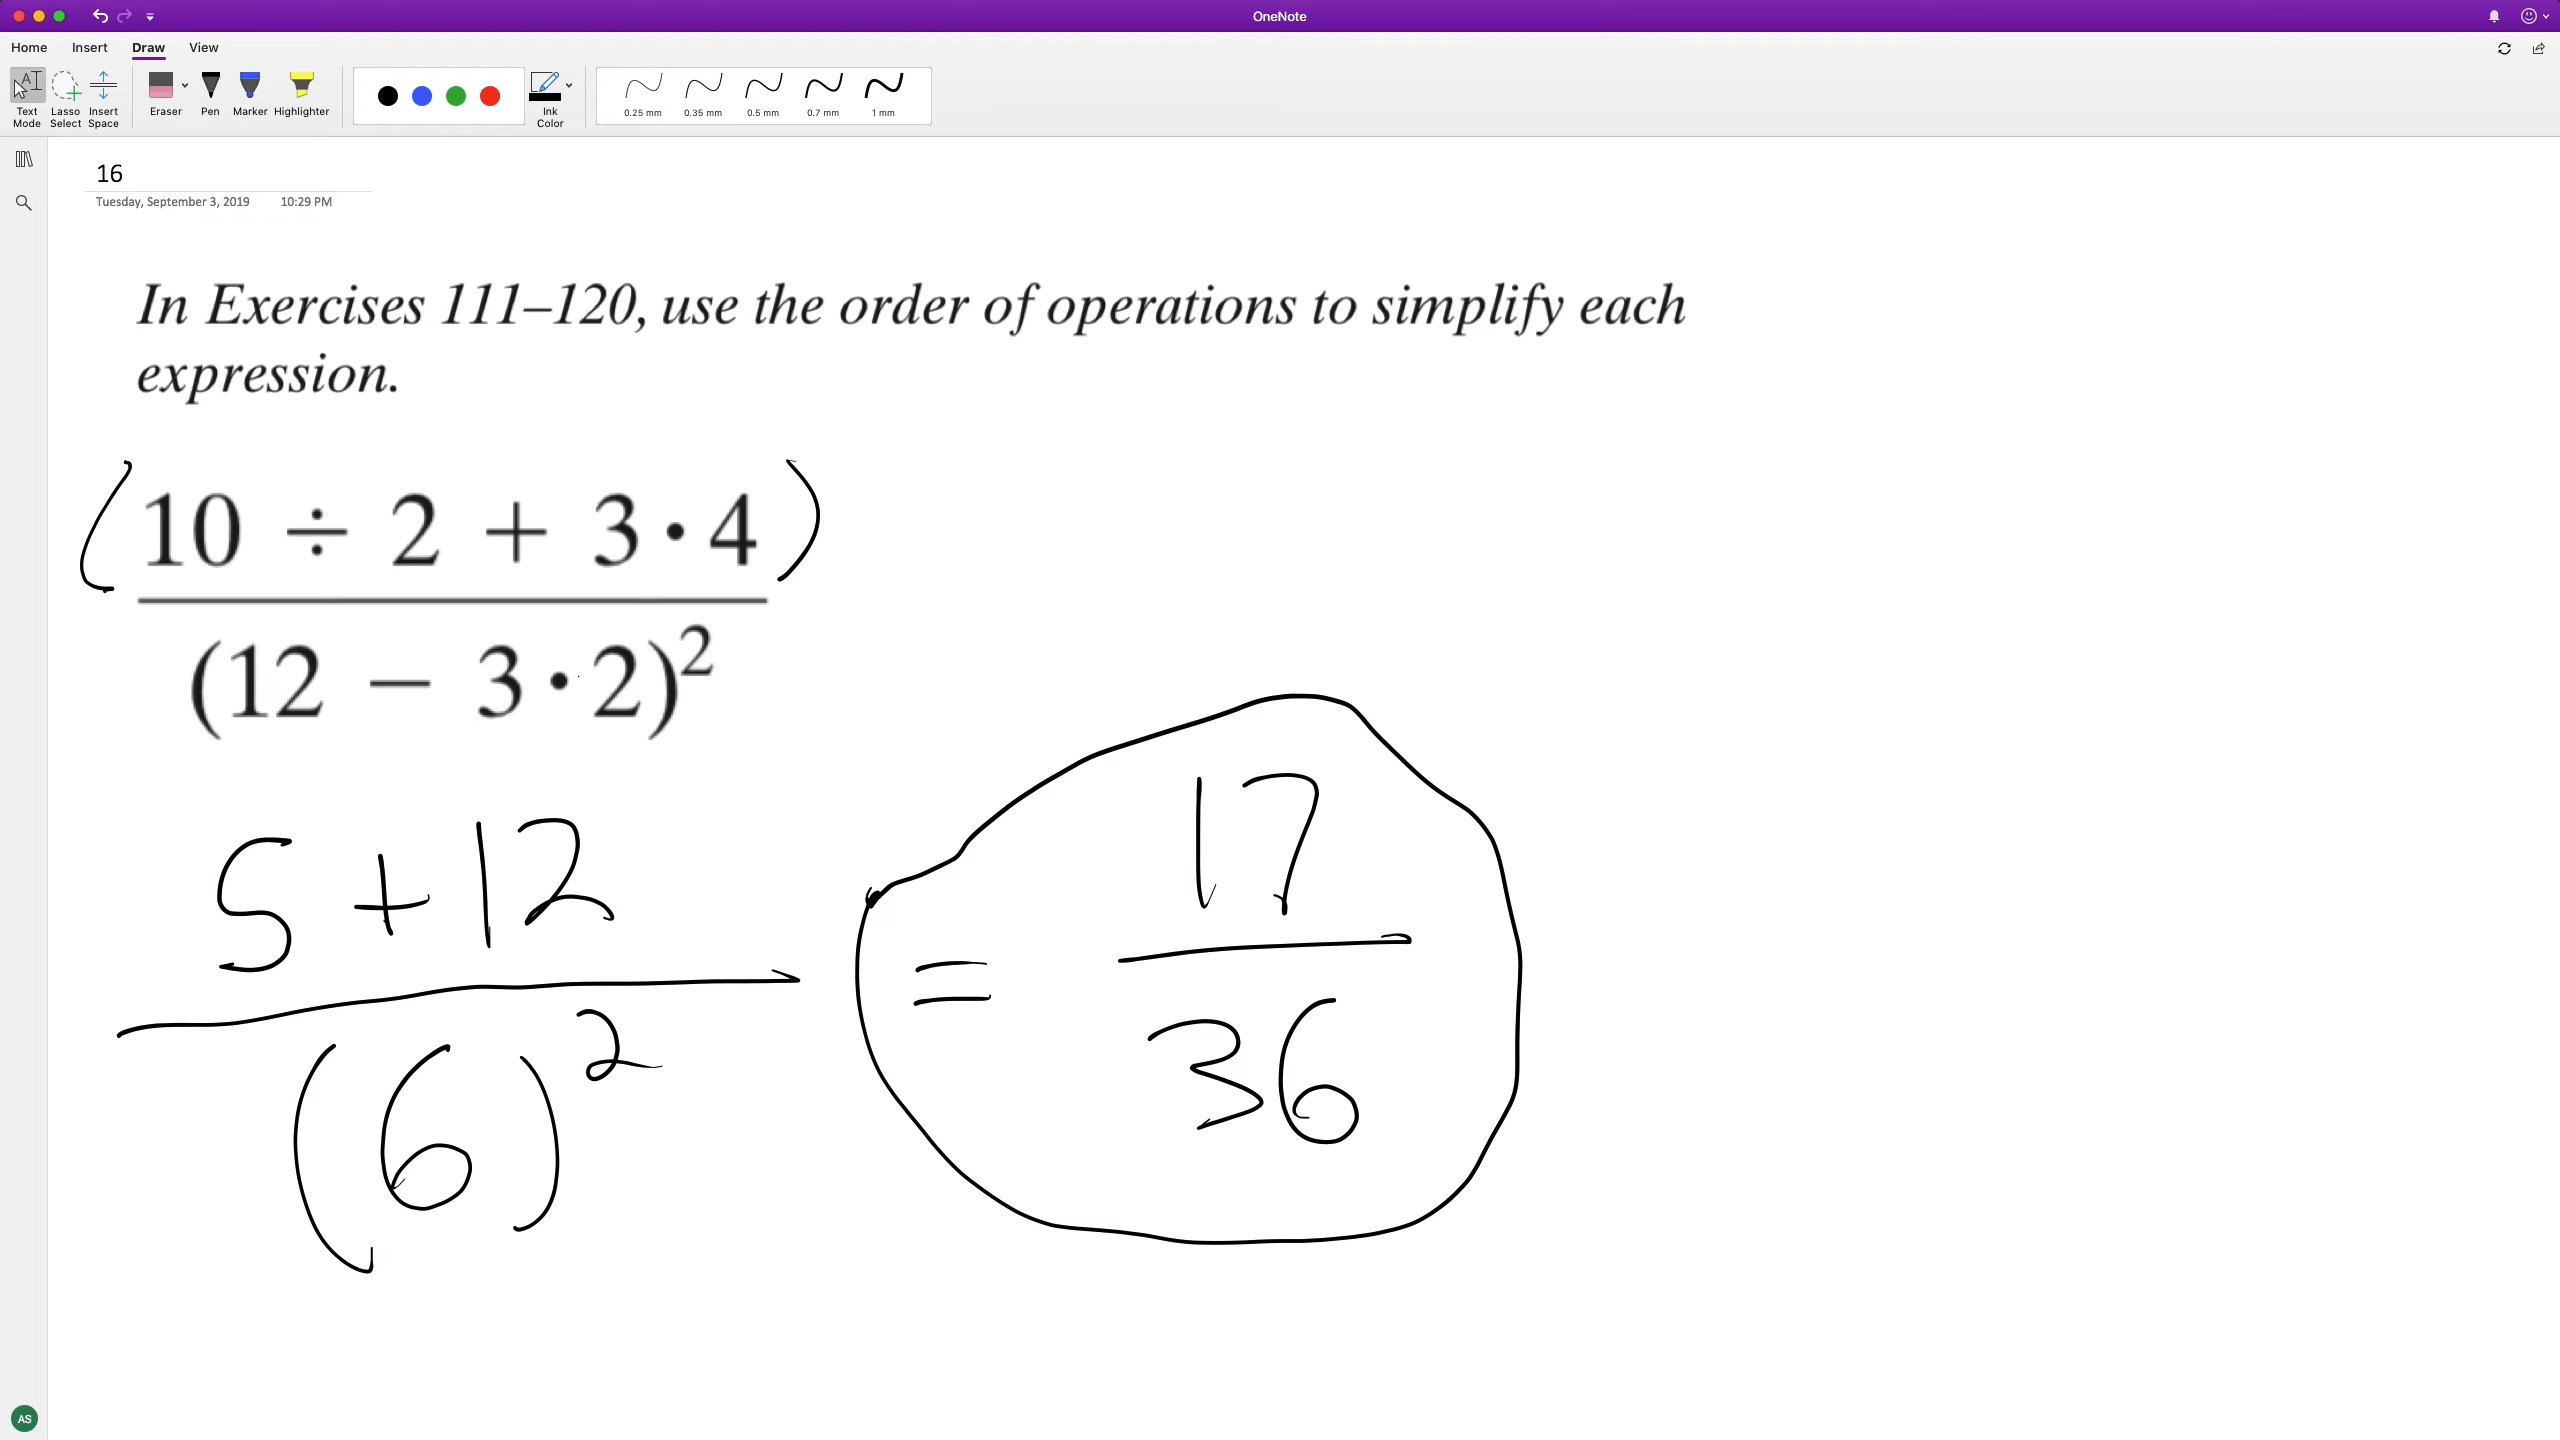 OneNote
Home Insert Draw View
Text Mode Lasso Select Insert Space Eraser Pen Marker Highlighter Ink Color 0.25 mm 0.35 mm 0.5 mm 0.7 mm 1 mm
16
Tuesday, September 3, 2019 10:29 PM
In Exercises 111–120, use the order of operations to simplify each
expression.
(10 ÷ 2 + 3 · 4)
(12 − 3 · 2)²
5 + 12
(6)²
=
17
36
AS